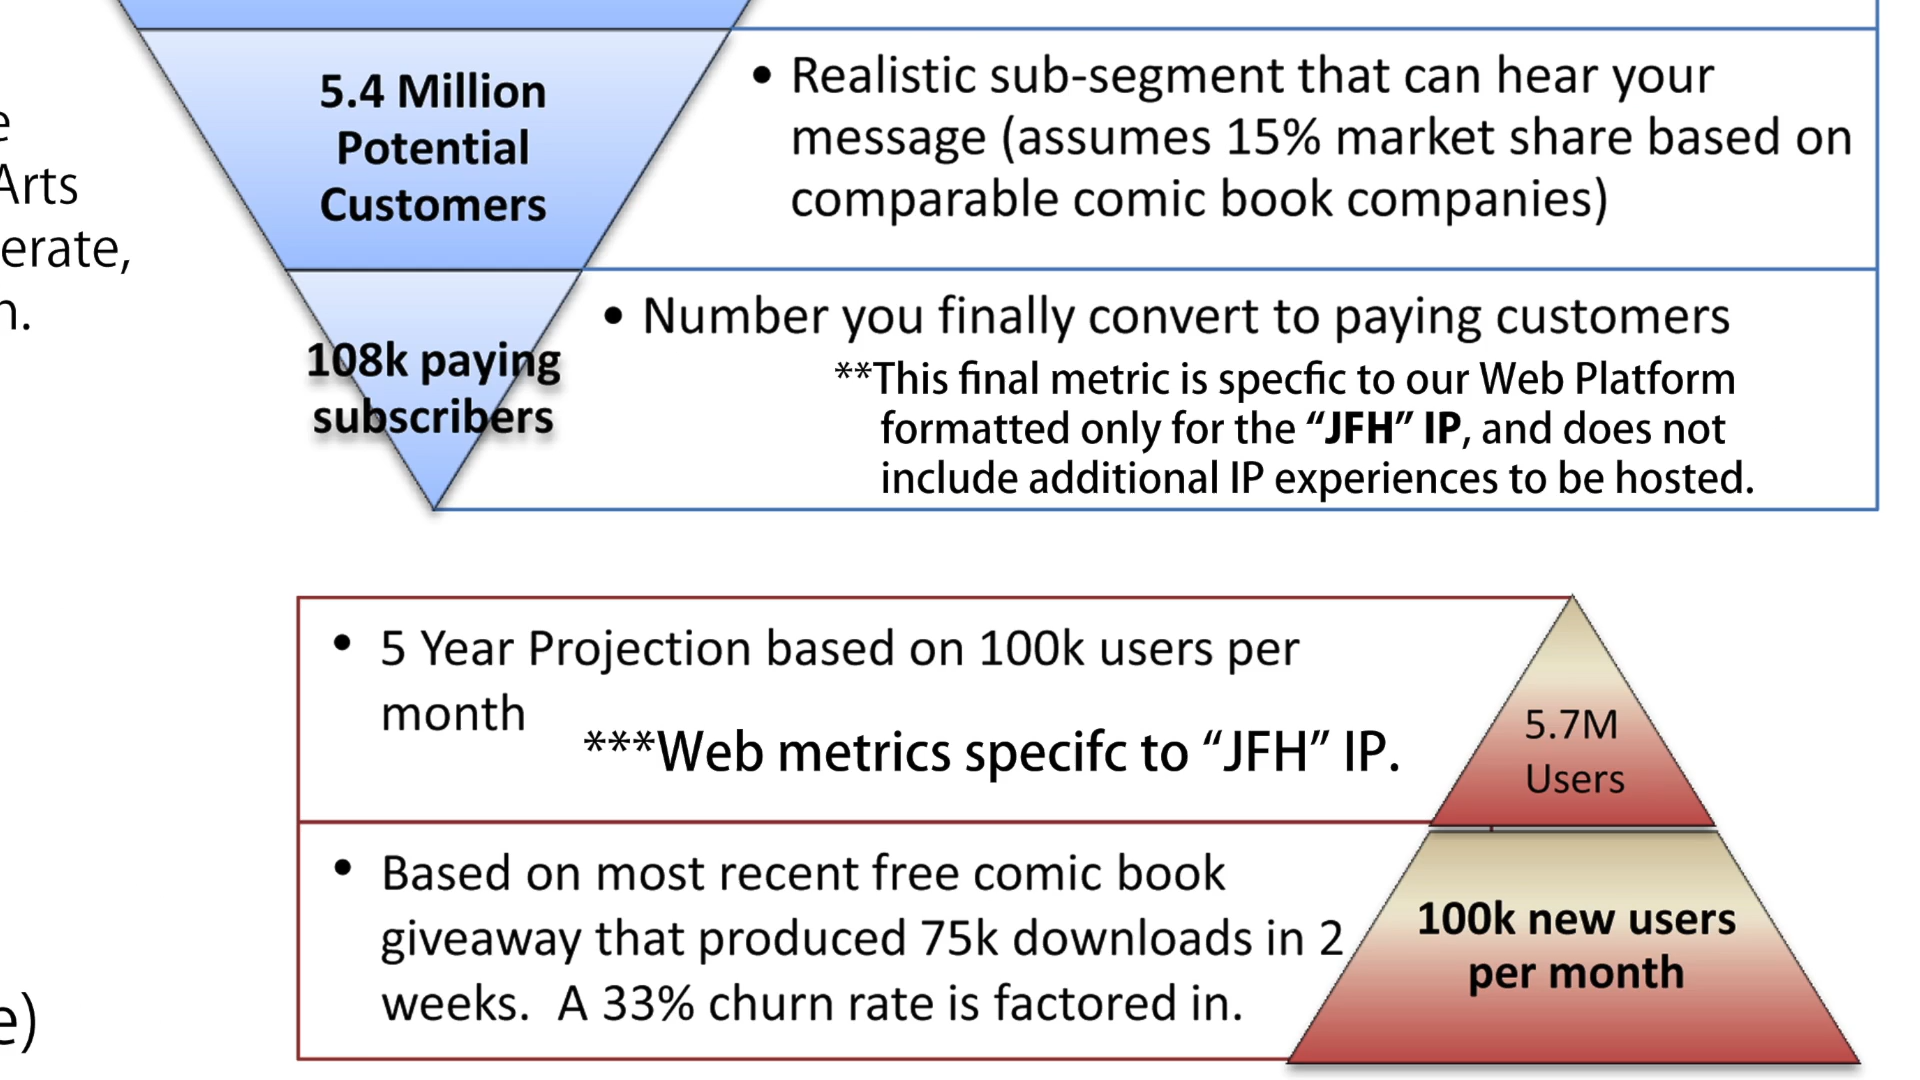 e
Arts
erate,
n.
5.4 Million
Potential
Customers
• Realistic sub-segment that can hear your
message (assumes 15% market share based on
comparable comic book companies)
108k paying
subscribers
• Number you finally convert to paying customers
**This final metric is specfic to our Web Platform
formatted only for the “JFH” IP, and does not
include additional IP experiences to be hosted.
• 5 Year Projection based on 100k users per
month
***Web metrics specifc to “JFH” IP.
5.7M
Users
• Based on most recent free comic book
giveaway that produced 75k downloads in 2
weeks.  A 33% churn rate is factored in.
100k new users
per month
e)